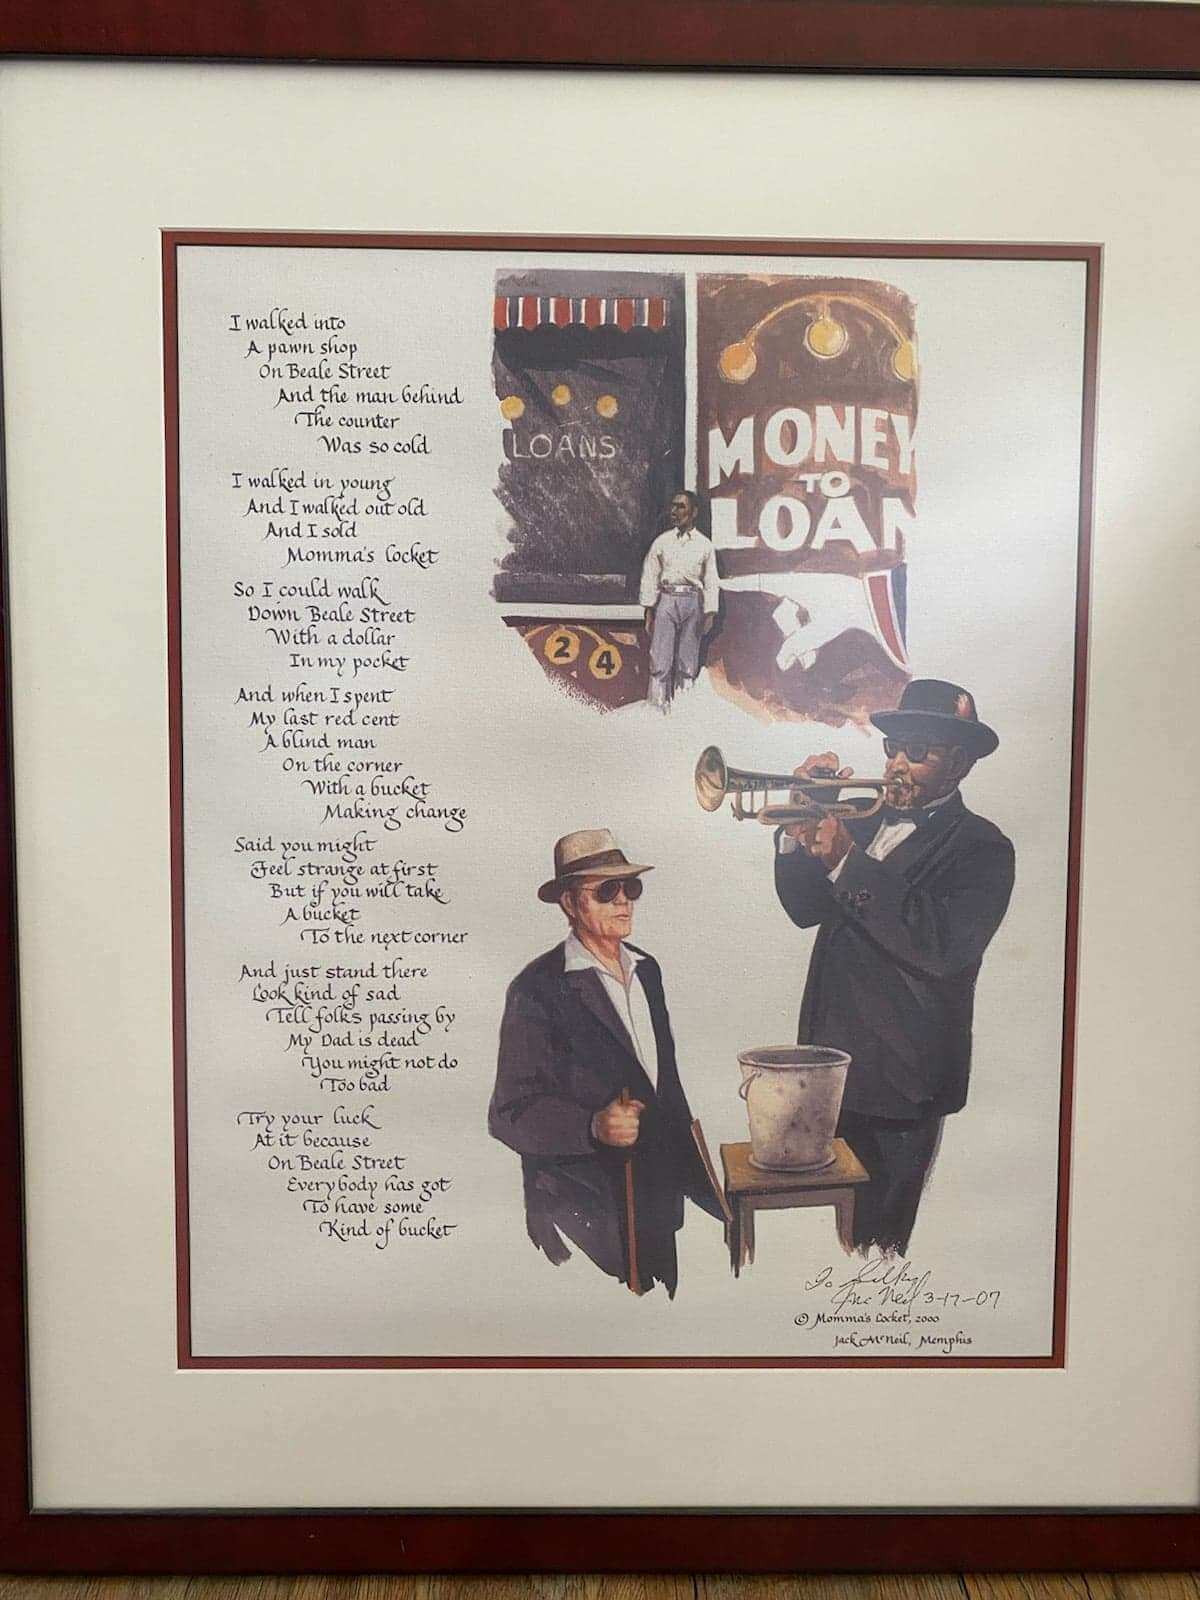 I walked into
A pawn shop
On Beale Street
And the man behind
The counter
Was so cold
I walked in young
And I walked out old
And I sold
Momma's locket
So I could walk
Down Beale Street
With a dollar
In my pocket
And when I spent
My last red cent
A blind man
On the corner
With a bucket
Making change
Said you might
Feel strange at first
But if you will take
A bucket
To the next corner
And just stand there
Look kind of sad
Tell folks passing by
My Dad is dead
You might not do
Too bad
Try your luck
At it because
On Beale Street
Everybody has got
To have some
Kind of bucket
LOANS
MONEY
TO
LOAN
2 4
To
Mc Neil 3-17-07
© Momma's Locket, 2000
Jack McNeil, Memphis